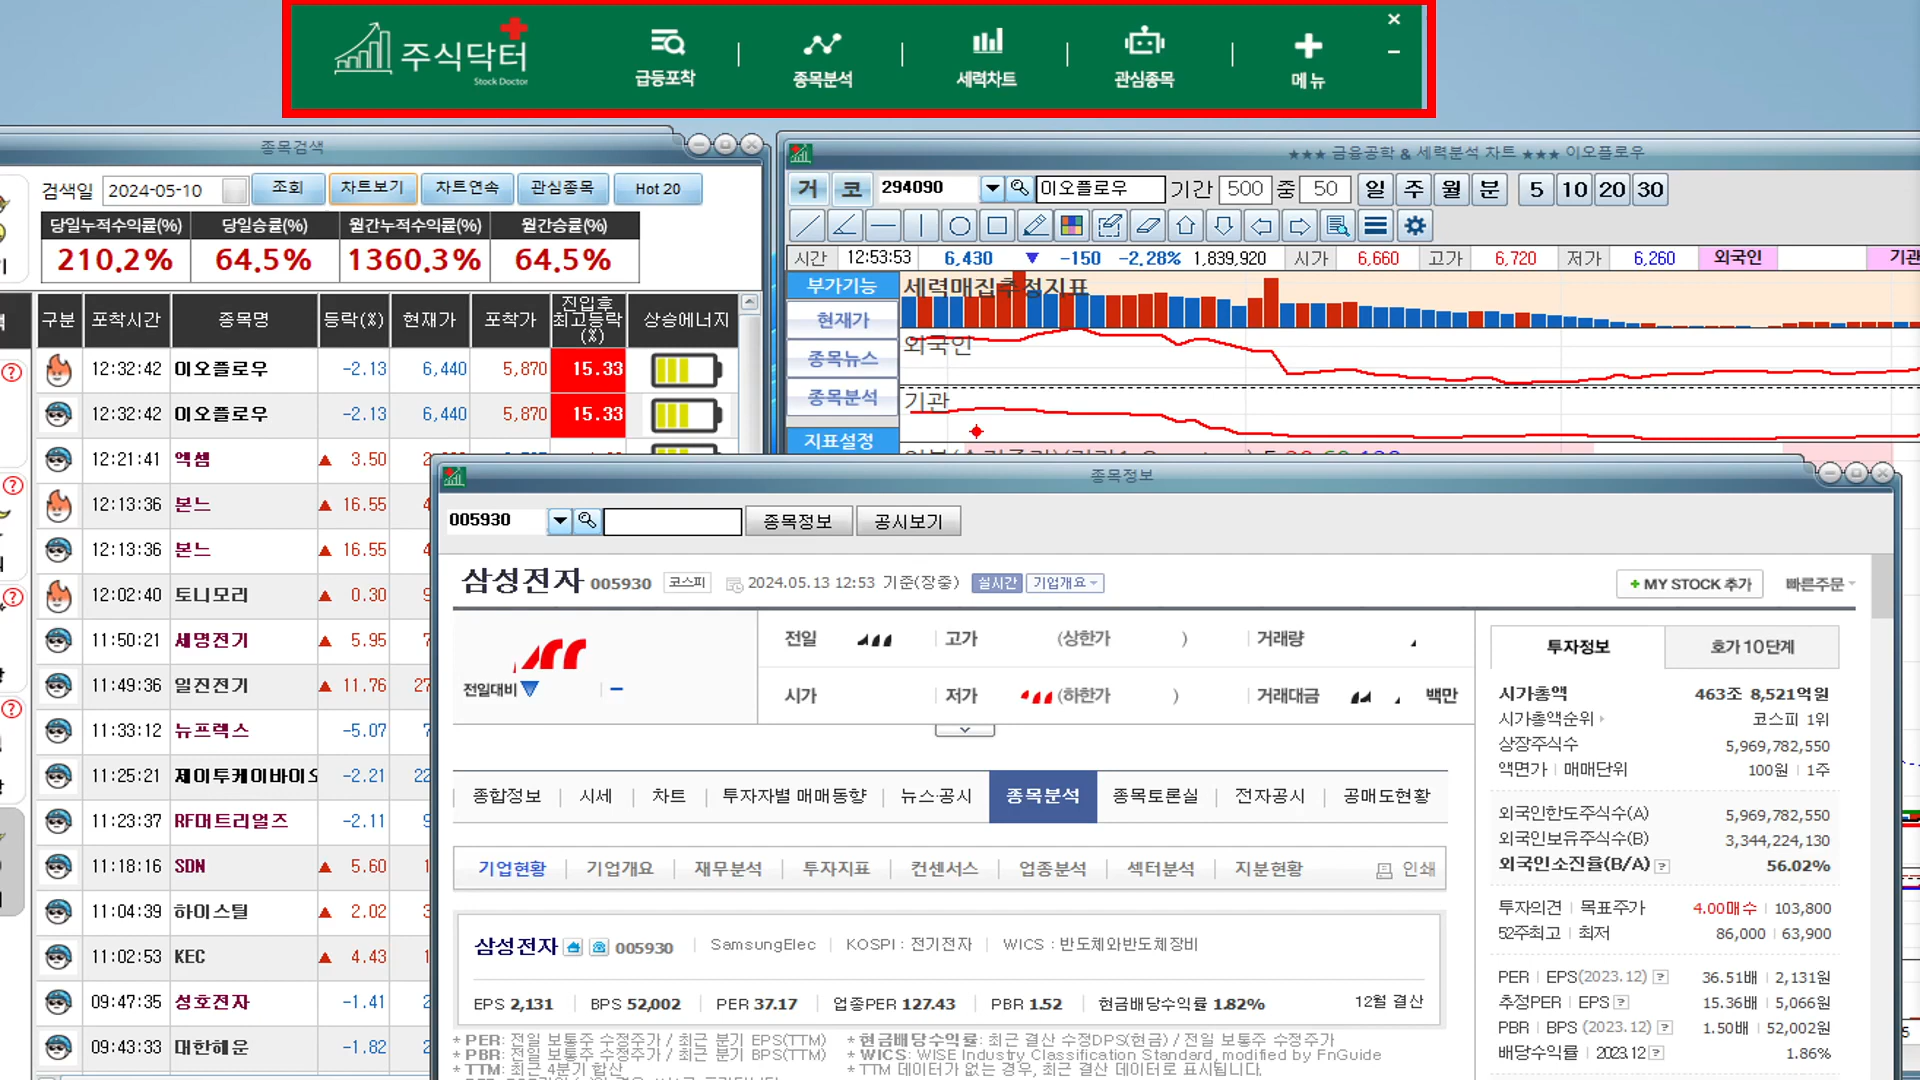 주식닥터
Stock Doctor
급등포착
종목분석
세력차트
관심종목
메뉴
종목검색
검색일 2024-05-10 조회 차트보기 차트연속 관심종목 Hot 20
당일누적수익률(%) 당일승률(%) 월간누적수익률(%) 월간승률(%)
210.2% 64.5% 1360.3% 64.5%
구분 포착시간 종목명 등락(%) 현재가 포착가 진입후 최고등락 (%) 상승에너지
12:32:42 이오플로우 -2.13 6,440 5,870 15.33
12:32:42 이오플로우 -2.13 6,440 5,870 15.33
12:21:41 엑셈 ▲ 3.50
12:13:36 본느 ▲ 16.55
12:13:36 본느 ▲ 16.55
12:02:40 토니모리 ▲ 0.30
11:50:21 세명전기 ▲ 5.95
11:49:36 일진전기 ▲ 11.76
11:33:12 뉴프렉스 -5.07
11:25:21 제이투케이바이오 -2.21
11:23:37 RF머트리얼즈 -2.11
11:18:16 SDN ▲ 5.60
11:04:39 하이스틸 ▲ 2.02
11:02:53 KEC ▲ 4.43
09:47:35 성호전자 -1.41
09:43:33 대한해운 -1.82
★★★ 금융공학 & 세력분석 차트 ★★★ 이오플로우
거 코 294090 이오플로우 기간 500 중 50 일 주 월 분 5 10 20 30
시간 12:53:53 6,430 ▼ -150 -2.28% 1,839,920 시가 6,660 고가 6,720 저가 6,260 외국인 기관
부가기능
현재가
종목뉴스
종목분석
지표설정
세력매집추정지표
외국인
기관
종목정보
005930 종목정보 공시보기
삼성전자 005930 코스피 2024.05.13 12:53 기준(장중) 실시간 기업개요
+ MY STOCK 추가 빠른주문
전일대비 ▼ -
전일 고가 (상한가 ) 거래량
시가 저가 (하한가 ) 거래대금 백만
종합정보 시세 차트 투자자별 매매동향 뉴스·공시 종목분석 종목토론실 전자공시 공매도현황
기업현황 기업개요 재무분석 투자지표 컨센서스 업종분석 섹터분석 지분현황 인쇄
삼성전자 005930 SamsungElec KOSPI : 전기전자 WICS : 반도체와반도체장비
EPS 2,131 BPS 52,002 PER 37.17 업종PER 127.43 PBR 1.52 현금배당수익률 1.82% 12월 결산
* PER: 전일 보통주 수정주가 / 최근 분기 EPS(TTM) * 현금배당수익률: 최근 결산 수정DPS(현금) / 전일 보통주 수정주가
* PBR: 전일 보통주 수정주가 / 최근 분기 BPS(TTM) * WICS: WISE Industry Classification Standard, modified by FnGuide
* TTM: 최근 4분기 합산 * TTM 데이터가 없는 경우, 최근 결산 데이터로 표시됩니다.
투자정보 호가 10단계
시가총액 463조 8,521억원
시가총액순위 코스피 1위
상장주식수 5,969,782,550
액면가 매매단위 100원 1주
외국인한도주식수(A) 5,969,782,550
외국인보유주식수(B) 3,344,224,130
외국인소진율(B/A) ? 56.02%
투자의견 목표주가 4.00매수 103,800
52주최고 최저 86,000 63,900
PER EPS(2023.12) ? 36.51배 2,131원
추정PER EPS ? 15.36배 5,066원
PBR BPS (2023.12) ? 1.50배 52,002원
배당수익률 2023.12 ? 1.86%